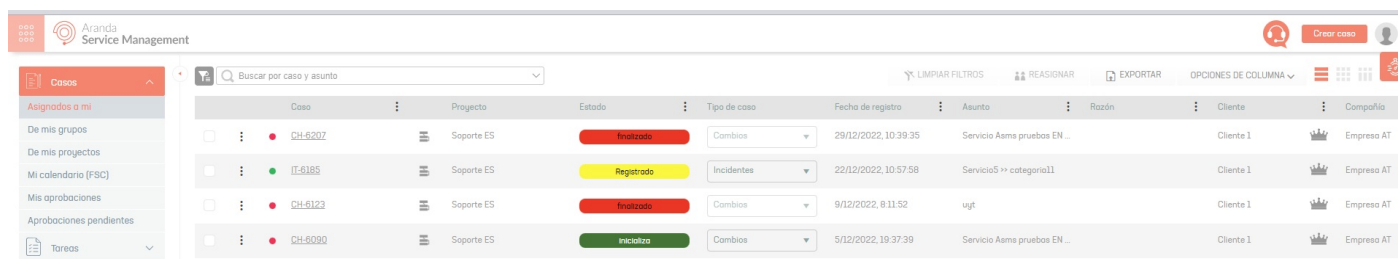 Aranda
Service Management
Crear caso
Casos
Buscar por caso y asunto
LIMPIAR FILTROS REASIGNAR EXPORTAR OPCIONES DE COLUMNA
Asignados a mi
Caso Proyecto Estado Tipo de caso Fecha de registro Asunto Razón Cliente Compañía
De mis grupos
CH-6207 Soporte ES finalizado Cambios 29/12/2022, 10:39:35 Servicio Asms pruebas EN ... Cliente 1 Empresa AT
De mis proyectos
Mi calendario (FSC)
IT-6185 Soporte ES Registrado Incidentes 22/12/2022, 10:57:58 Servicio5 >> categoria11 Cliente 1 Empresa AT
Mis aprobaciones
CH-6123 Soporte ES finalizado Cambios 9/12/2022, 8:11:52 uyt Cliente 1 Empresa AT
Aprobaciones pendientes
CH-6090 Soporte ES inicializa Cambios 5/12/2022, 19:37:39 Servicio Asms pruebas EN ... Cliente 1 Empresa AT
Tareas